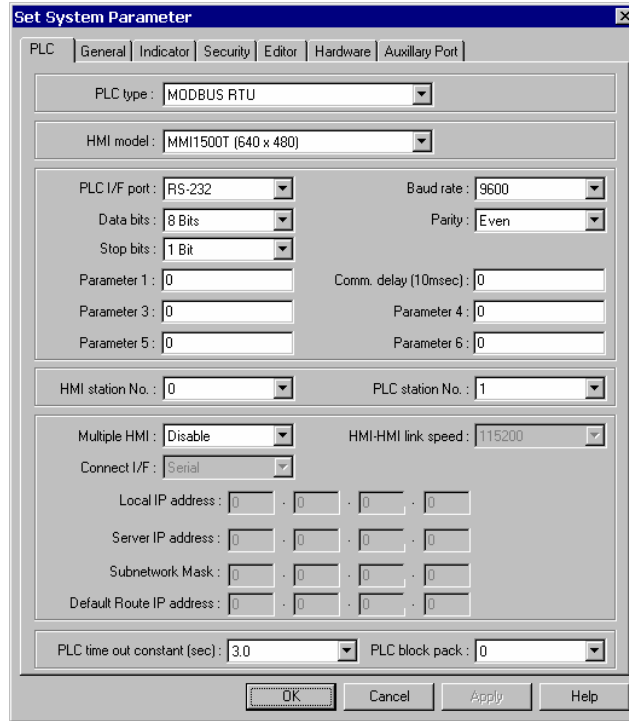 Set System Parameter
PLC General Indicator Security Editor Hardware Auxillary Port
PLC type : MODBUS RTU
HMI model : MMI1500T (640 x 480)
PLC I/F port : RS-232 Baud rate : 9600
Data bits : 8 Bits Parity : Even
Stop bits : 1 Bit
Parameter 1 : 0 Comm. delay (10msec) : 0
Parameter 3 : 0 Parameter 4 : 0
Parameter 5 : 0 Parameter 6 : 0
HMI station No. : 0 PLC station No. : 1
Multiple HMI : Disable HMI-HMI link speed : 115200
Connect I/F : Serial
Local IP address : 0 . 0 . 0 . 0
Server IP address : 0 . 0 . 0 . 0
Subnetwork Mask : 0 . 0 . 0 . 0
Default Route IP address : 0 . 0 . 0 . 0
PLC time out constant (sec) : 3.0 PLC block pack : 0
OK Cancel Apply Help